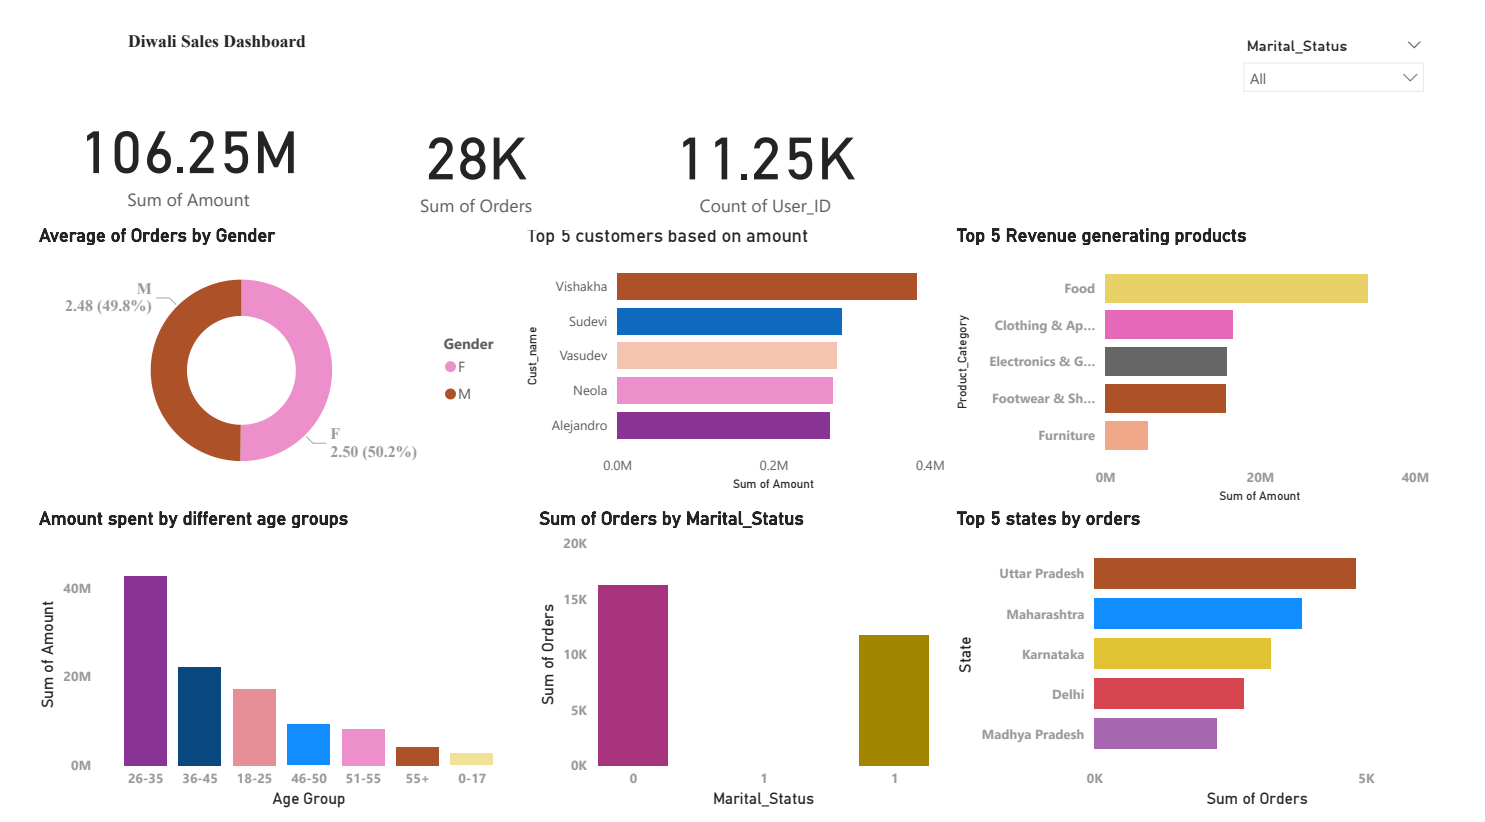 Diwali Sales Dashboard
Marital_Status
All
106.25M
Sum of Amount
28K
Sum of Orders
11.25K
Count of User_ID
Average of Orders by Gender
M
2.48 (49.8%)
F
2.50 (50.2%)
Gender
F
M
Top 5 customers based on amount
Cust_name
Vishakha
Sudevi
Vasudev
Neola
Alejandro
0.0M 0.2M 0.4M
Sum of Amount
Top 5 Revenue generating products
Product_Category
Food
Clothing & Ap...
Electronics & G...
Footwear & Sh...
Furniture
0M 20M 40M
Sum of Amount
Amount spent by different age groups
Sum of Amount
40M
20M
0M
26-35 36-45 18-25 46-50 51-55 55+ 0-17
Age Group
Sum of Orders by Marital_Status
Sum of Orders
20K
15K
10K
5K
0K
0 1 1
Marital_Status
Top 5 states by orders
State
Uttar Pradesh
Maharashtra
Karnataka
Delhi
Madhya Pradesh
0K 5K
Sum of Orders